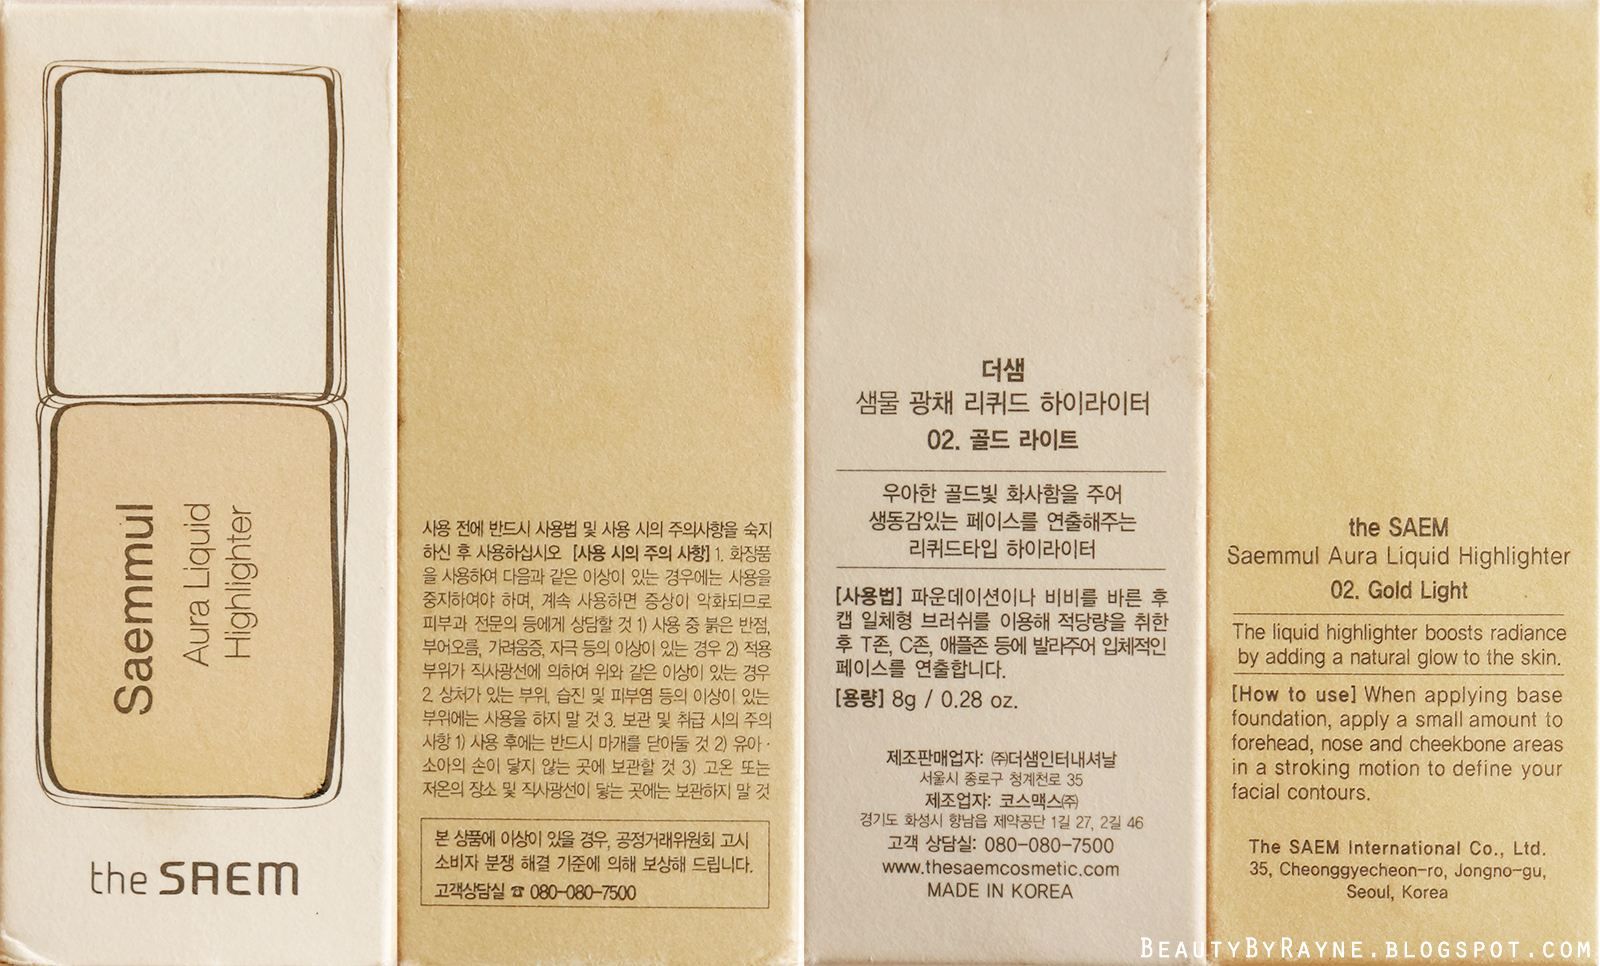 Saemmul
Aura Liquid
Highlighter
the SAEM
사용 전에 반드시 사용법 및 사용 시의 주의사항을 숙지
하신 후 사용하십시오 [사용 시의 주의 사항] 1. 화장품
을 사용하여 다음과 같은 이상이 있는 경우에는 사용을
중지하여야 하며, 계속 사용하면 증상이 악화되므로
피부과 전문의 등에게 상담할 것 1) 사용 중 붉은 반점,
부어오름, 가려움증, 자극 등의 이상이 있는 경우 2) 적용
부위가 직사광선에 의하여 위와 같은 이상이 있는 경우
2. 상처가 있는 부위, 습진 및 피부염 등의 이상이 있는
부위에는 사용을 하지 말 것 3. 보관 및 취급 시의 주의
사항 1) 사용 후에는 반드시 마개를 닫아둘 것 2) 유아·
소아의 손이 닿지 않는 곳에 보관할 것 3) 고온 또는
저온의 장소 및 직사광선이 닿는 곳에는 보관하지 말 것
본 상품에 이상이 있을 경우, 공정거래위원회 고시
소비자 분쟁 해결 기준에 의해 보상해 드립니다.
고객상담실 ☎ 080-080-7500
더샘
샘물 광채 리퀴드 하이라이터
02. 골드 라이트
우아한 골드빛 화사함을 주어
생동감있는 페이스를 연출해주는
리퀴드타입 하이라이터
[사용법] 파운데이션이나 비비를 바른 후
캡 일체형 브러쉬를 이용해 적당량을 취한
후 T존, C존, 애플존 등에 발라주어 입체적인
페이스를 연출합니다.
[용량] 8g / 0.28 oz.
제조판매업자: ㈜더샘인터내셔날
서울시 종로구 청계천로 35
제조업자: 코스맥스㈜
경기도 화성시 향남읍 제약공단 1길 27, 2길 46
고객 상담실: 080-080-7500
www.thesaemcosmetic.com
MADE IN KOREA
the SAEM
Saemmul Aura Liquid Highlighter
02. Gold Light
The liquid highlighter boosts radiance
by adding a natural glow to the skin.
[How to use] When applying base
foundation, apply a small amount to
forehead, nose and cheekbone areas
in a stroking motion to define your
facial contours.
The SAEM International Co., Ltd.
35, Cheonggyecheon-ro, Jongno-gu,
Seoul, Korea
BEAUTYBYRAYNE.BLOGSPOT.COM